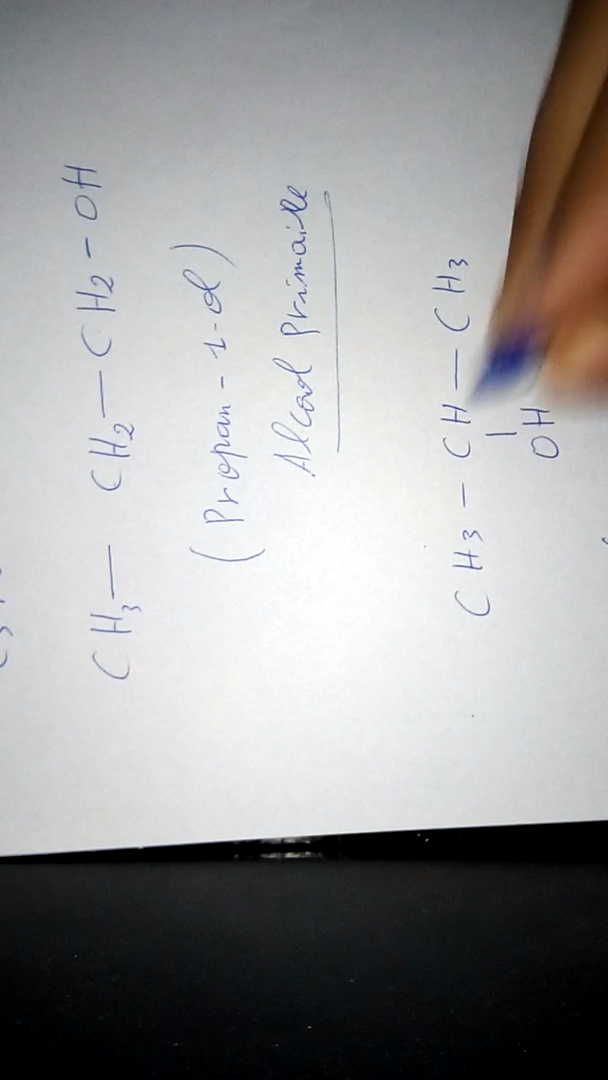 CH3 — CH2 — CH2 - OH
(Propan - 1 - ol)
Alcool Primaire
CH3 — CH — CH3
|
OH